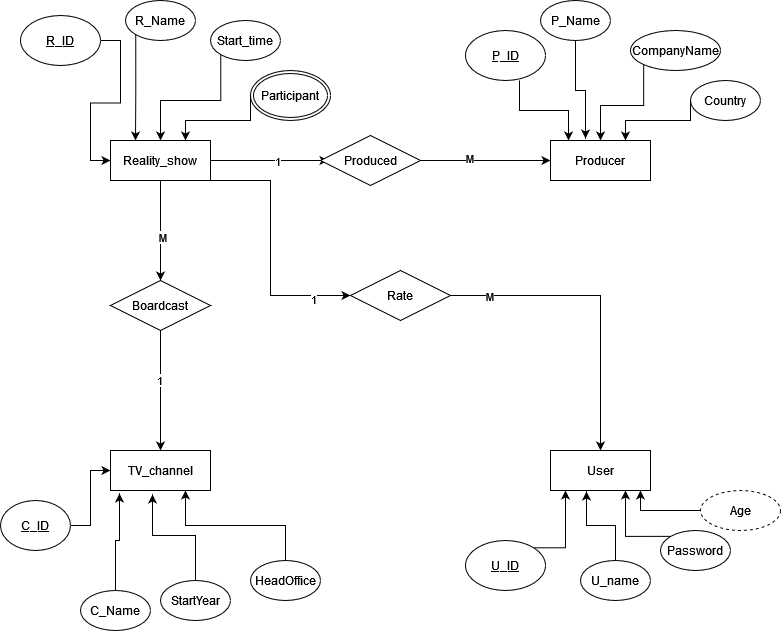 R_Name
P_Name
R_ID
Start_time
P_ID
CompanyName
Participant
Country
Reality_show
1
Produced
M
Producer
M
Boardcast
1
Rate
M
1
TV_channel
User
C_ID
Age
C_Name
StartYear
HeadOffice
U_ID
U_name
Password